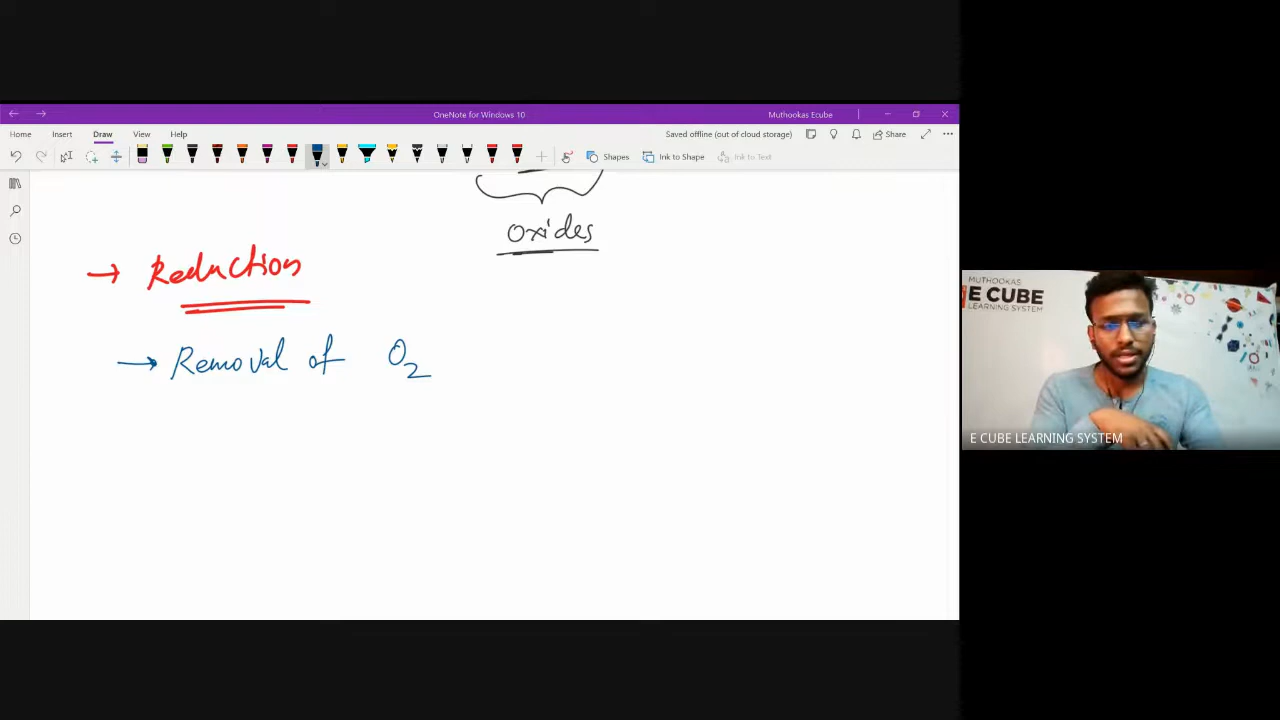 OneNote for Windows 10
Muthookas Ecube
Home Insert Draw View Help
Saved offline (out of cloud storage)
Share
Shapes
Ink to Shape
Ink to Text
oxides
→ Reduction
→ Removal of O₂
MUTHOOKAS
E CUBE
LEARNING SYSTEM
E CUBE LEARNING SYSTEM